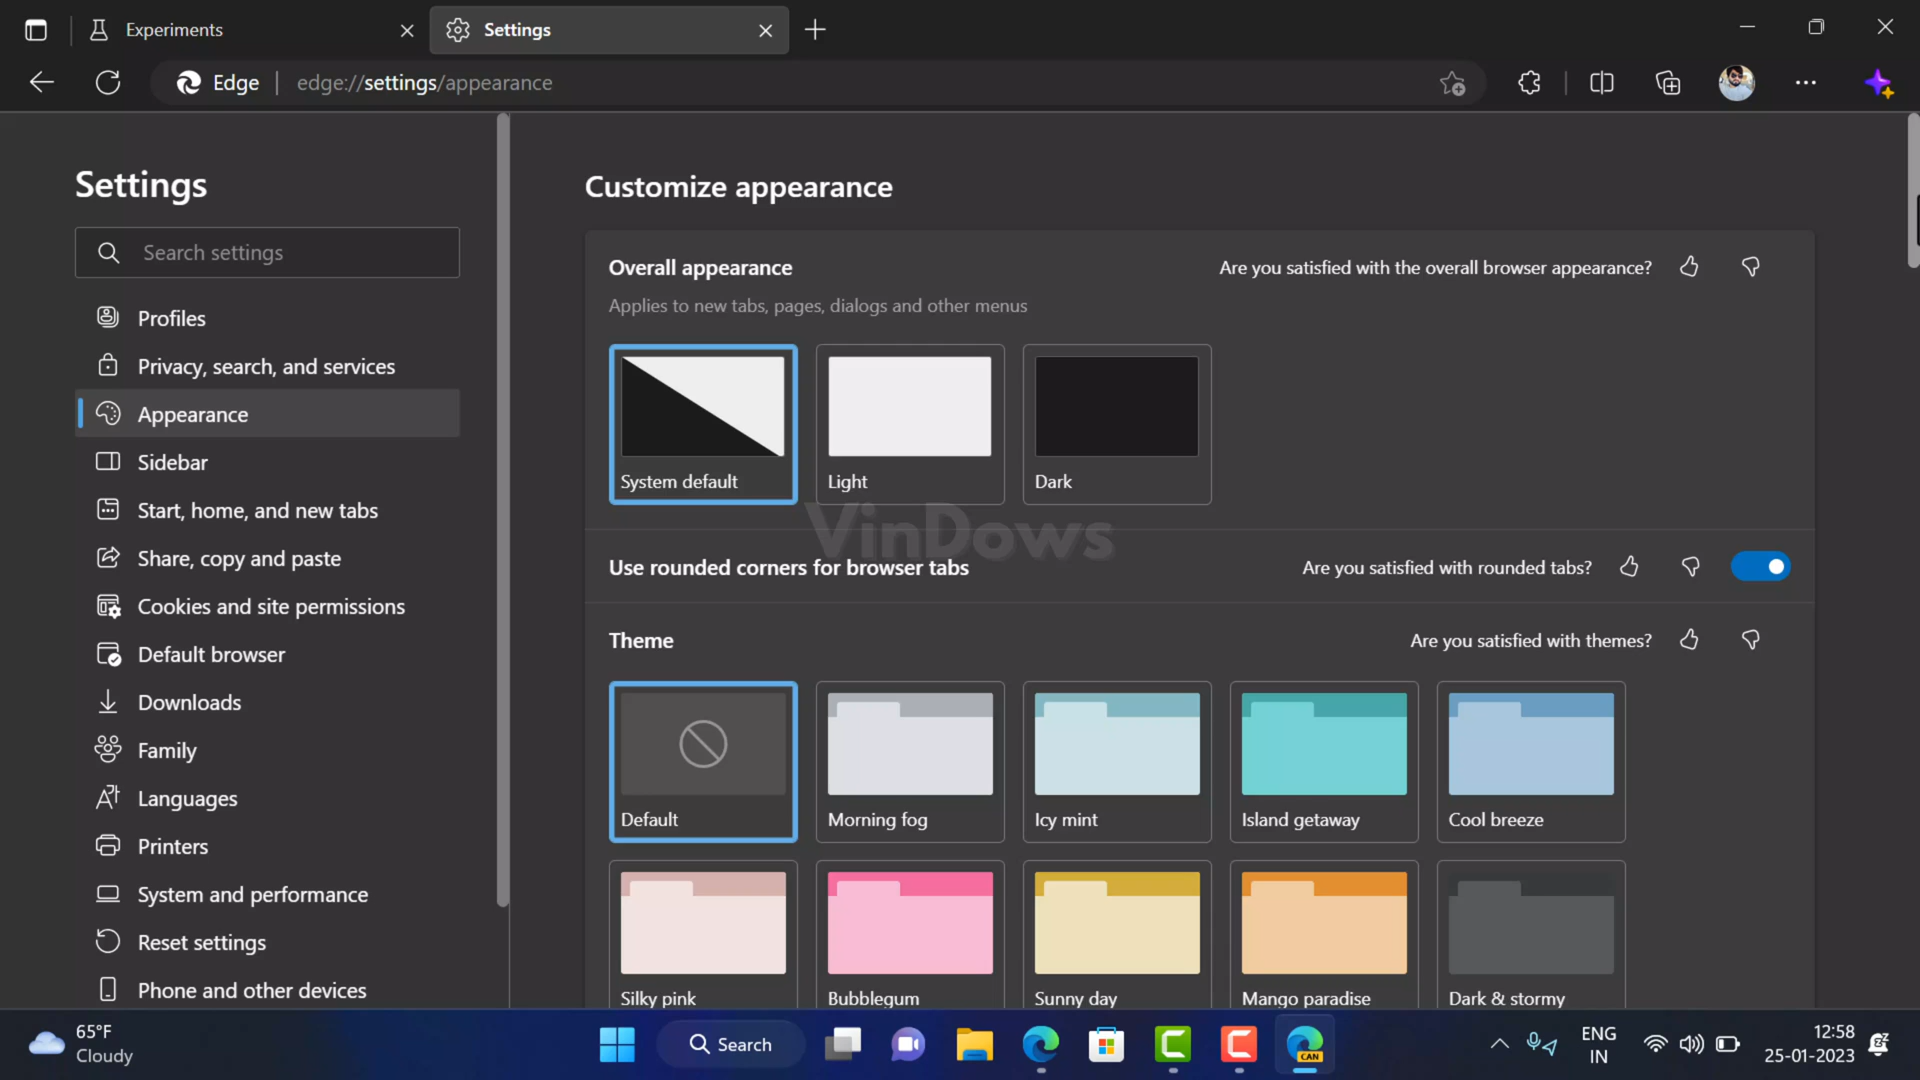 Experiments
Settings
Edge
edge://settings/appearance
Settings
Search settings
Profiles
Privacy, search, and services
Appearance
Sidebar
Start, home, and new tabs
Share, copy and paste
Cookies and site permissions
Default browser
Downloads
Family
Languages
Printers
System and performance
Reset settings
Phone and other devices
Customize appearance
Overall appearance
Are you satisfied with the overall browser appearance?
Applies to new tabs, pages, dialogs and other menus
System default
Light
Dark
VinDows
Use rounded corners for browser tabs
Are you satisfied with rounded tabs?
Theme
Are you satisfied with themes?
Default
Morning fog
Icy mint
Island getaway
Cool breeze
Silky pink
Bubblegum
Sunny day
Mango paradise
Dark & stormy
65°F
Cloudy
Search
CAN
ENG
IN
12:58
25-01-2023